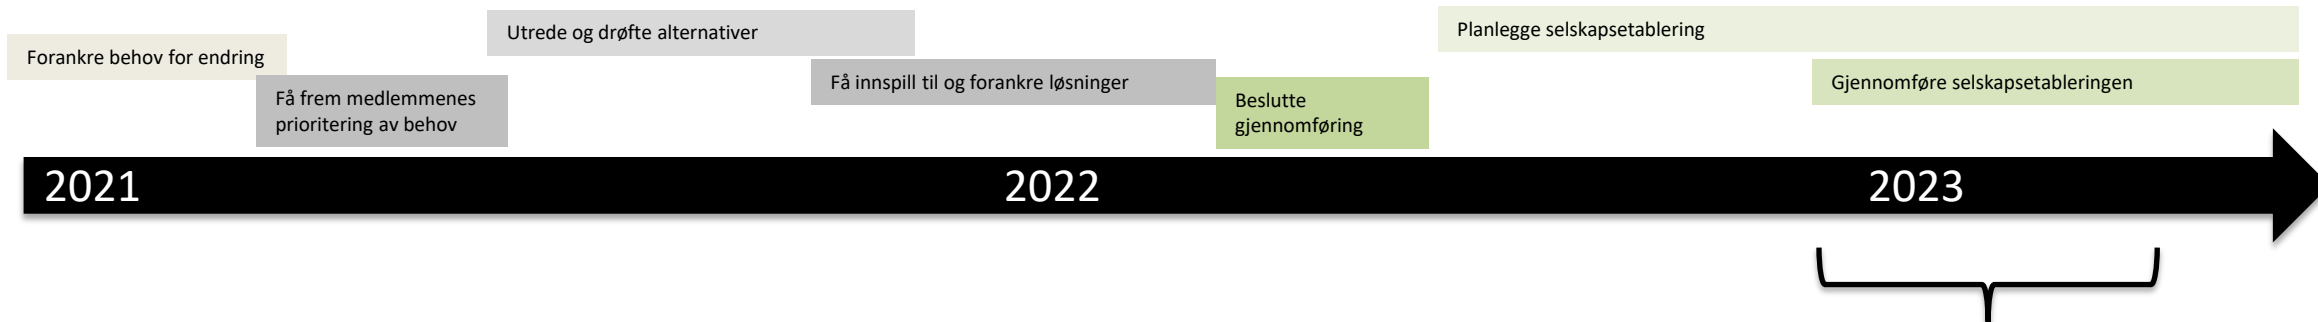 Forankre behov for endring
Få frem medlemmenes
prioritering av behov
Utrede og drøfte alternativer
Få innspill til og forankre løsninger
Beslutte
gjennomføring
Planlegge selskapsetablering
Gjennomføre selskapsetableringen
2021
2022
2023